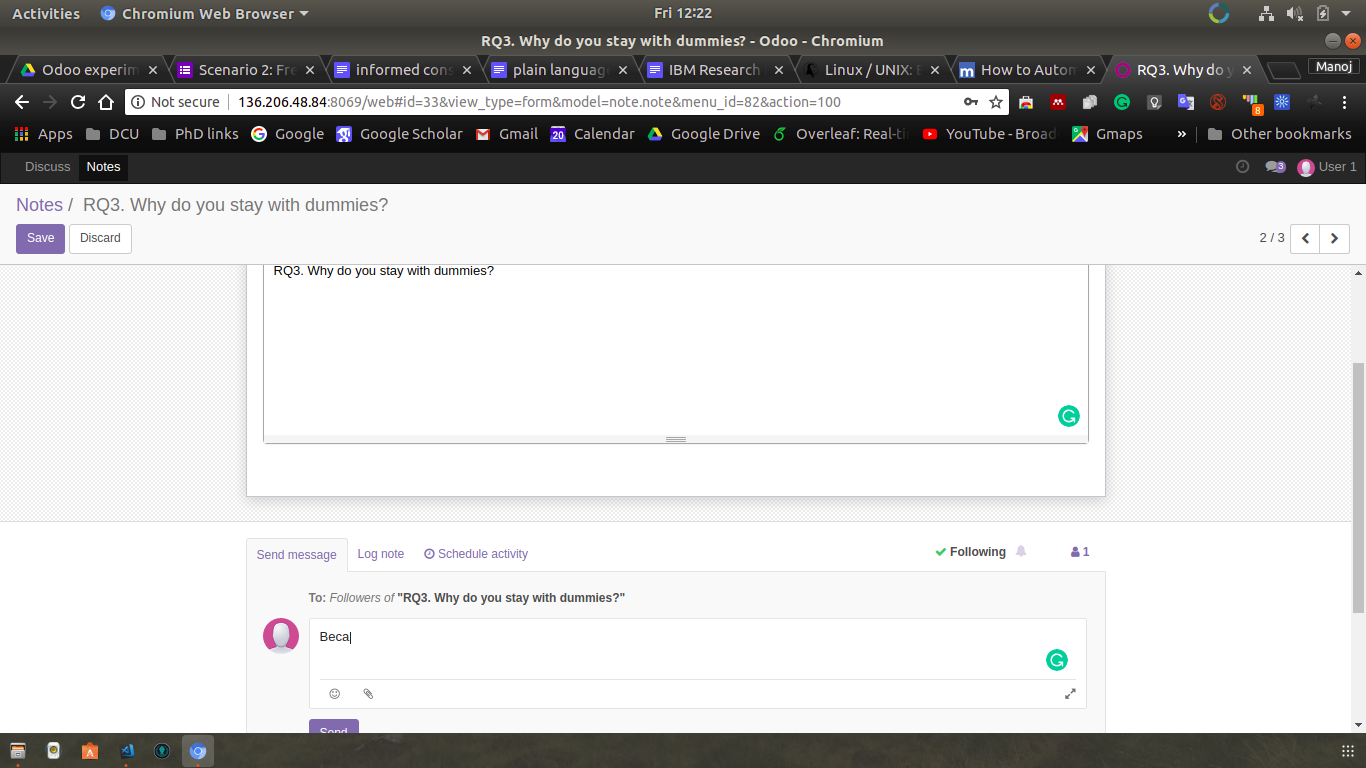 Activities Chromium Web Browser Fri 12:22
RQ3. Why do you stay with dummies? - Odoo - Chromium
Odoo experim Scenario 2: Fre informed cons plain language IBM Research Linux / UNIX: E How to Autom RQ3. Why do y Manoj
Not secure 136.206.48.84:8069/web#id=33&view_type=form&model=note.note&menu_id=82&action=100 8
Apps DCU PhD links Google Google Scholar Gmail 20 Calendar Google Drive Overleaf: Real-ti YouTube - Broad Gmaps » Other bookmarks
Discuss Notes 3 User 1
Notes / RQ3. Why do you stay with dummies?
Save Discard 2 / 3
RQ3. Why do you stay with dummies?
Send message Log note Schedule activity Following 1
To: Followers of "RQ3. Why do you stay with dummies?"
Beca
Send